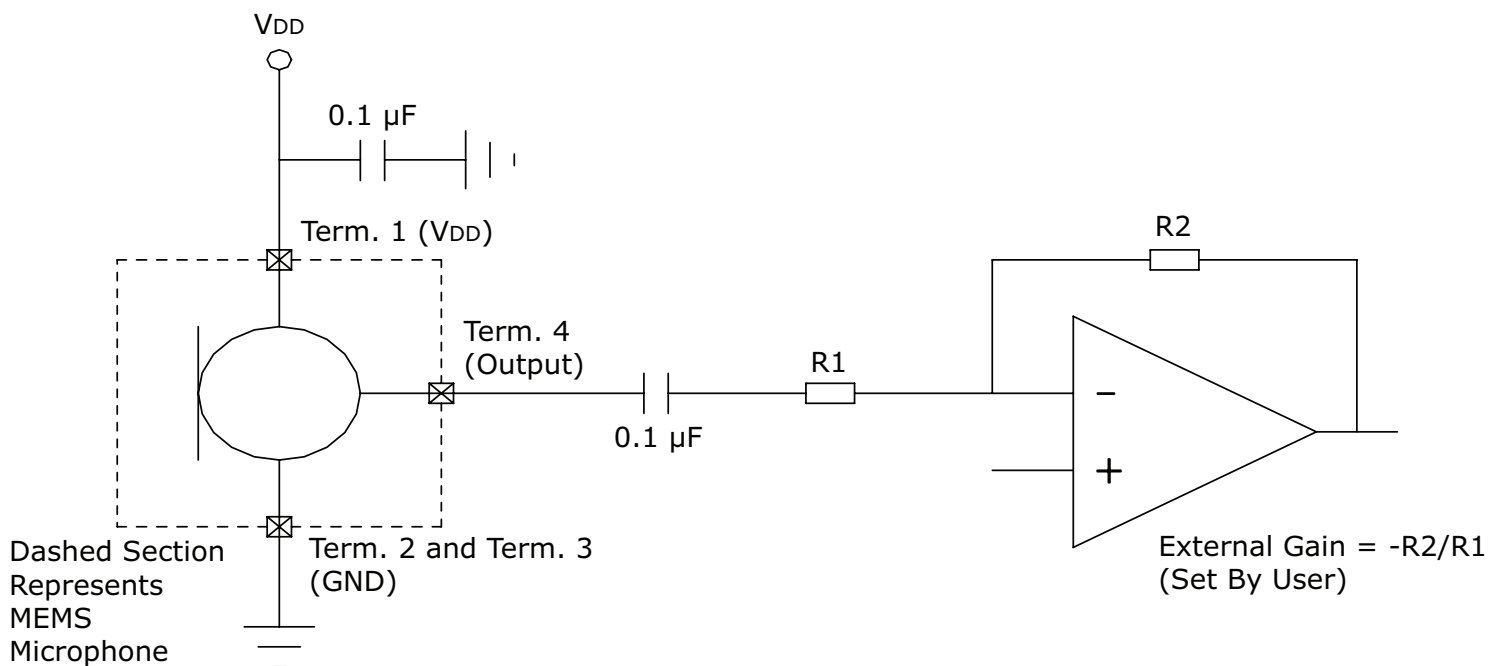 VDD
0.1 µF
Term. 1 (VDD)
R2
Term. 4
(Output)
R1
-
0.1 µF
+
Term. 2 and Term. 3
(GND)
Dashed Section
Represents
MEMS
Microphone
External Gain = -R2/R1
(Set By User)